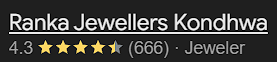 Ranka Jewellers Kondhwa
4.3 ★★★★⯪ (666) · Jeweler